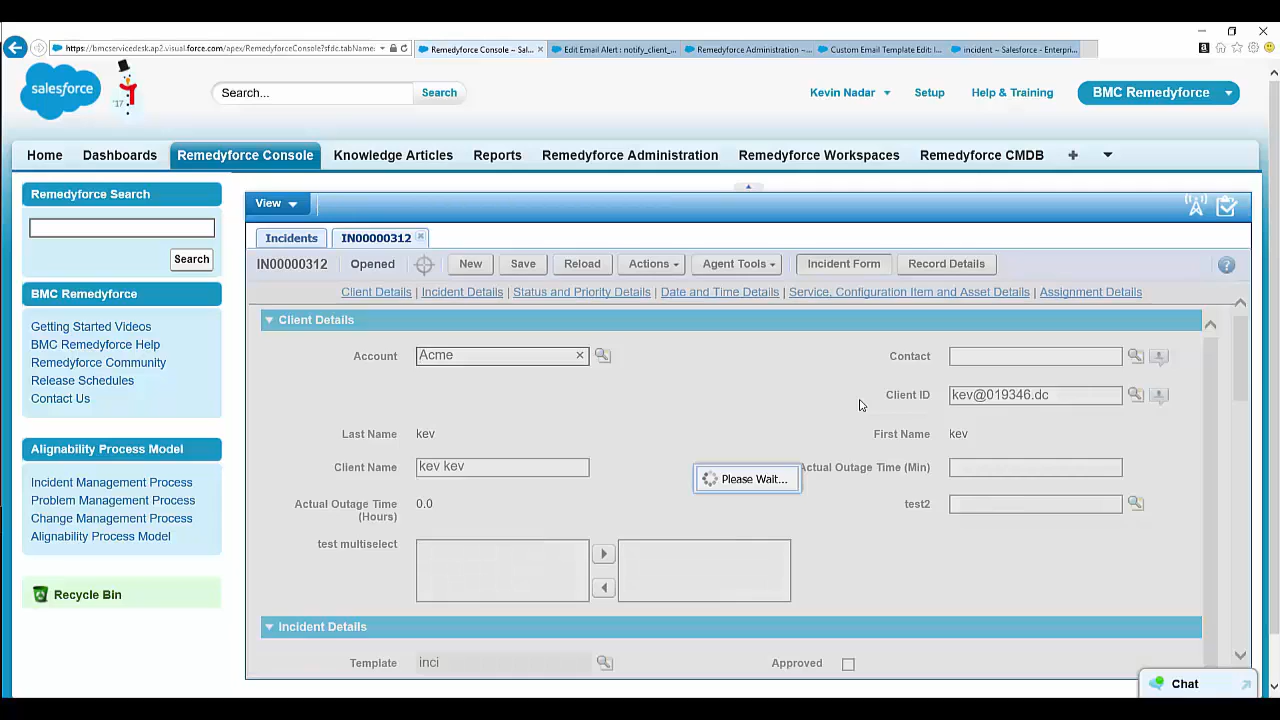 https://bmcservicedesk.ap2.visual.force.com/apex/RemedyforceConsole?sfdc.tabName:
Remedyforce Console ~ Sal...
Edit Email Alert : notify_client_...
Remedyforce Administration ~...
Custom Email Template Edit: I...
incident ~ Salesforce - Enterpri...
salesforce
'17
Search...
Search
Kevin Nadar
Setup
Help & Training
BMC Remedyforce
Home
Dashboards
Remedyforce Console
Knowledge Articles
Reports
Remedyforce Administration
Remedyforce Workspaces
Remedyforce CMDB
Remedyforce Search
Search
BMC Remedyforce
Getting Started Videos
BMC Remedyforce Help
Remedyforce Community
Release Schedules
Contact Us
Alignability Process Model
Incident Management Process
Problem Management Process
Change Management Process
Alignability Process Model
Recycle Bin
View
Incidents
IN00000312
IN00000312
Opened
New
Save
Reload
Actions
Agent Tools
Incident Form
Record Details
Client Details | Incident Details | Status and Priority Details | Date and Time Details | Service, Configuration Item and Asset Details | Assignment Details
Client Details
Account
Acme
Contact
Client ID
kev@019346.dc
Last Name
kev
First Name
kev
Client Name
kev kev
Please Wait...
Actual Outage Time (Min)
Actual Outage Time
(Hours)
0.0
test2
test multiselect
Incident Details
Template
inci
Approved
Chat